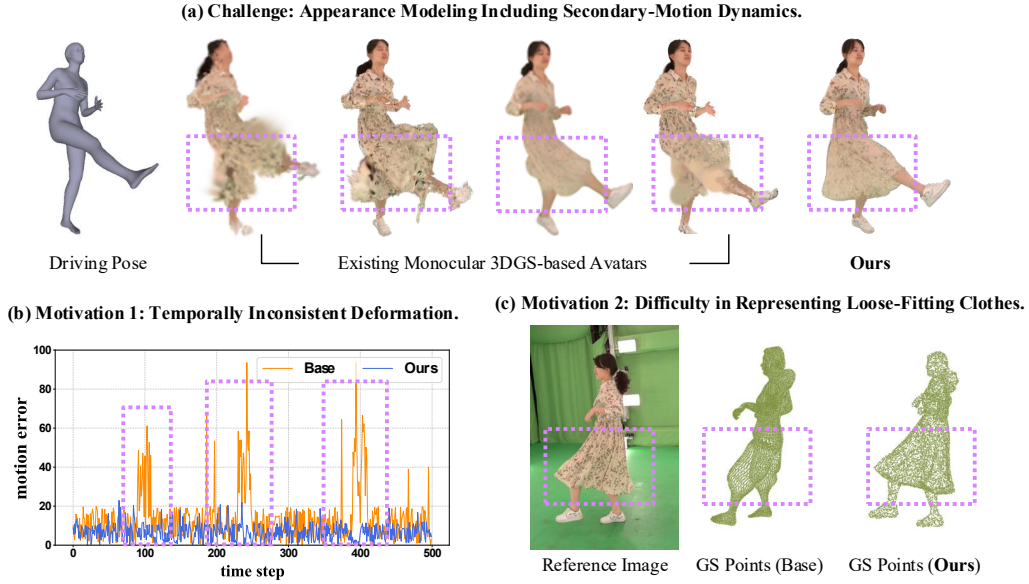 (a) Challenge: Appearance Modeling Including Secondary-Motion Dynamics.
Driving Pose
Existing Monocular 3DGS-based Avatars
Ours
(b) Motivation 1: Temporally Inconsistent Deformation.
motion error
100
80
60
40
20
0
Base
Ours
0
100
200
300
400
500
time step
(c) Motivation 2: Difficulty in Representing Loose-Fitting Clothes.
Reference Image
GS Points (Base)
GS Points (Ours)